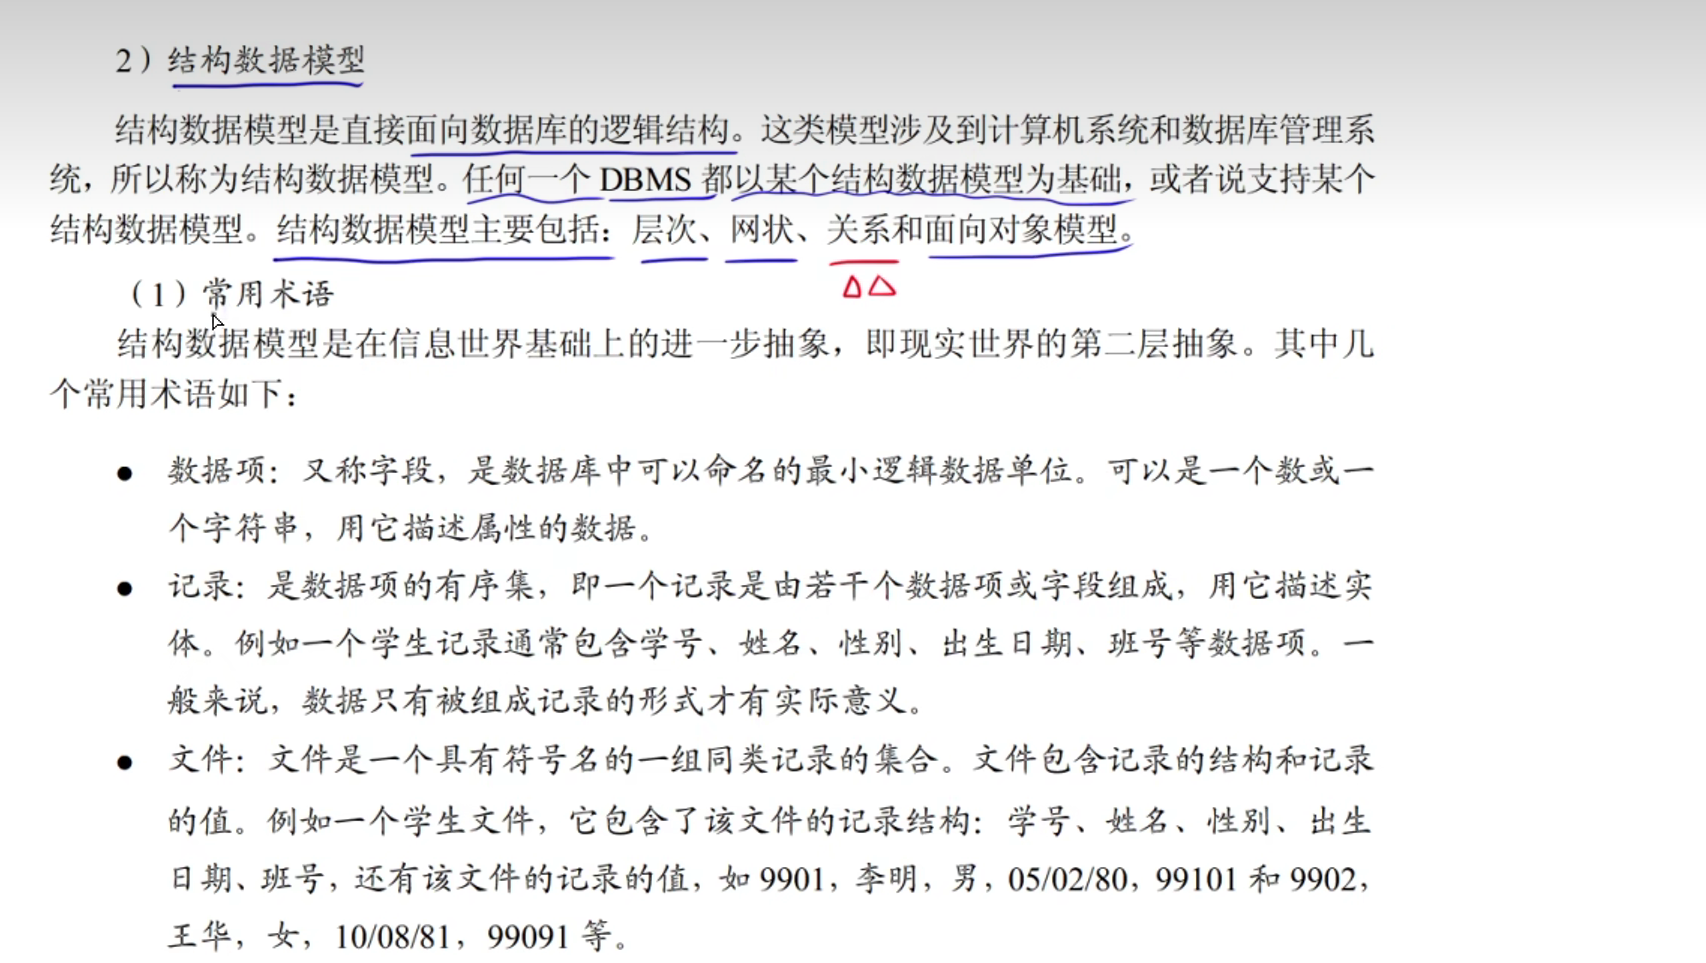 2）结构数据模型
结构数据模型是直接面向数据库的逻辑结构。这类模型涉及到计算机系统和数据库管理系
统，所以称为结构数据模型。任何一个 DBMS 都以某个结构数据模型为基础，或者说支持某个
结构数据模型。结构数据模型主要包括：层次、网状、关系和面向对象模型。
（1）常用术语
结构数据模型是在信息世界基础上的进一步抽象，即现实世界的第二层抽象。其中几
个常用术语如下：
● 数据项：又称字段，是数据库中可以命名的最小逻辑数据单位。可以是一个数或一
个字符串，用它描述属性的数据。
● 记录：是数据项的有序集，即一个记录是由若干个数据项或字段组成，用它描述实
体。例如一个学生记录通常包含学号、姓名、性别、出生日期、班号等数据项。一
般来说，数据只有被组成记录的形式才有实际意义。
● 文件：文件是一个具有符号名的一组同类记录的集合。文件包含记录的结构和记录
的值。例如一个学生文件，它包含了该文件的记录结构：学号、姓名、性别、出生
日期、班号，还有该文件的记录的值，如 9901，李明，男，05/02/80，99101 和 9902，
王华，女，10/08/81，99091 等。